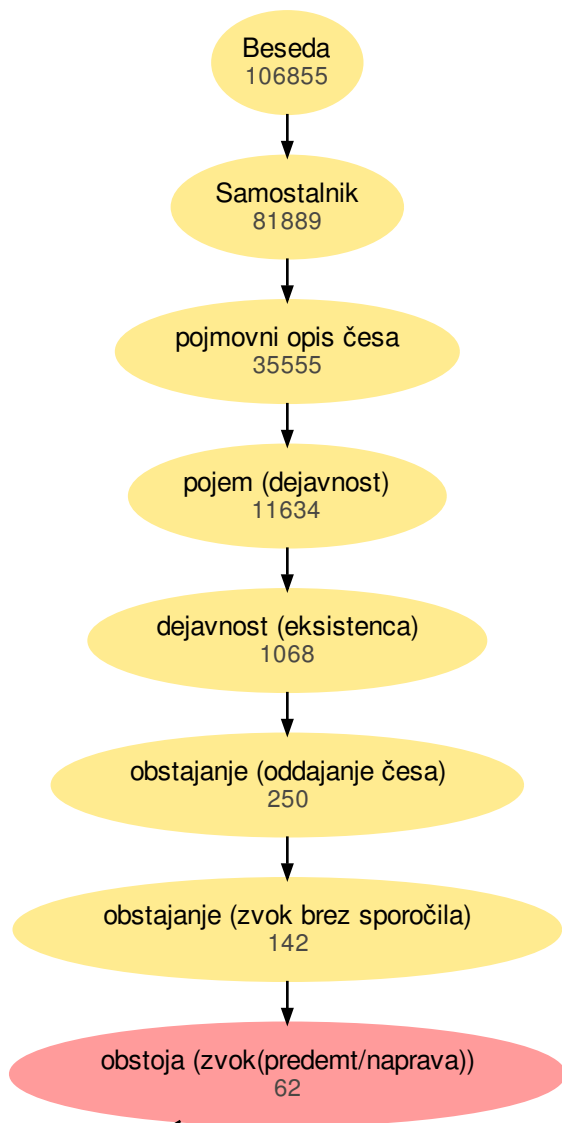 Beseda
106855
Samostalnik
81889
pojmovni opis česa
35555
pojem (dejavnost)
11634
dejavnost (eksistenca)
1068
obstajanje (oddajanje česa)
250
obstajanje (zvok brez sporočila)
142
obstoja (zvok(predemt/naprava))
62